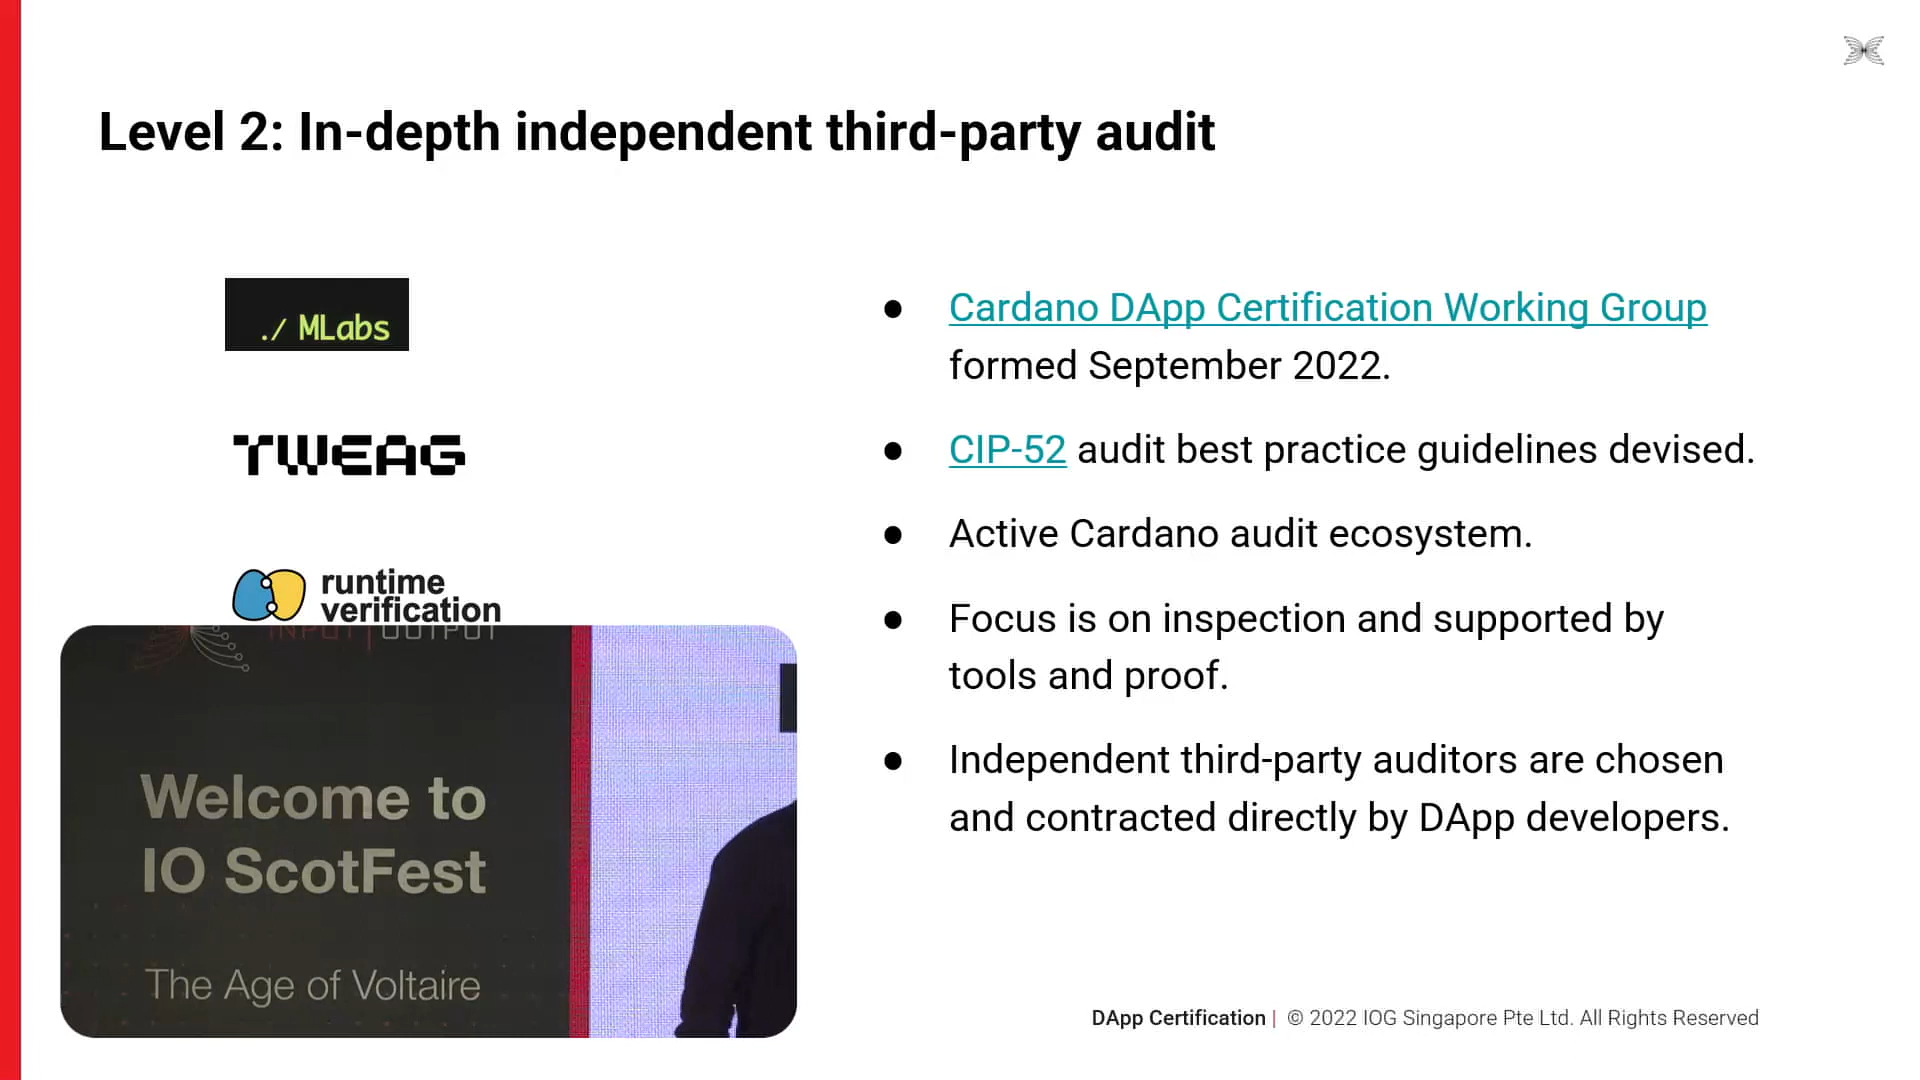 Level 2: In-depth independent third-party audit
./ MLabs
TWEAG
runtime
verification
INPUT | OUTPUT
Welcome to
IO ScotFest
The Age of Voltaire
● Cardano DApp Certification Working Group
formed September 2022.
● CIP-52 audit best practice guidelines devised.
● Active Cardano audit ecosystem.
● Focus is on inspection and supported by
tools and proof.
● Independent third-party auditors are chosen
and contracted directly by DApp developers.
DApp Certification | © 2022 IOG Singapore Pte Ltd. All Rights Reserved